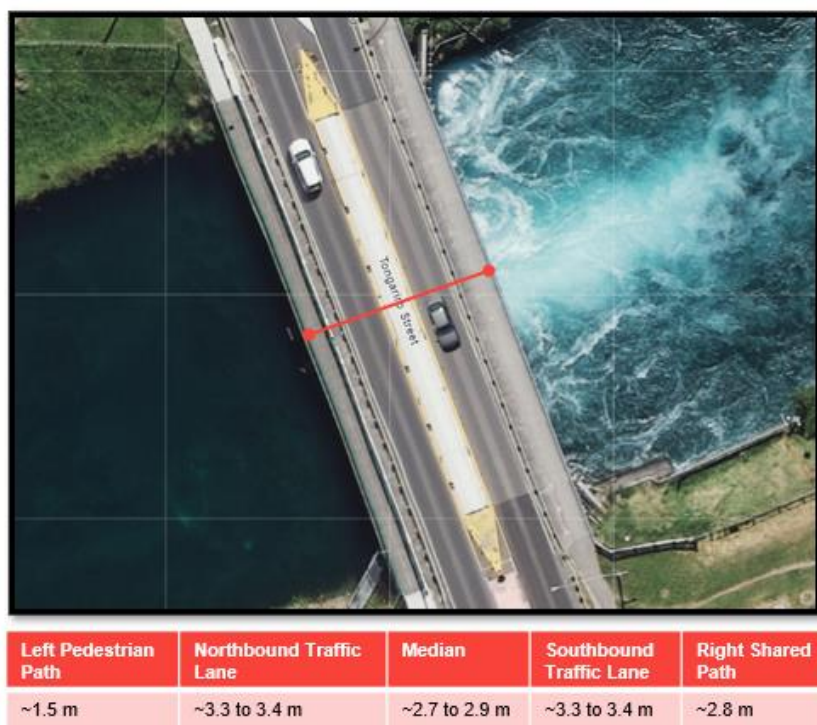 Tongariro Street
Left Pedestrian Path
Northbound Traffic Lane
Median
Southbound Traffic Lane
Right Shared Path
~1.5 m
~3.3 to 3.4 m
~2.7 to 2.9 m
~3.3 to 3.4 m
~2.8 m